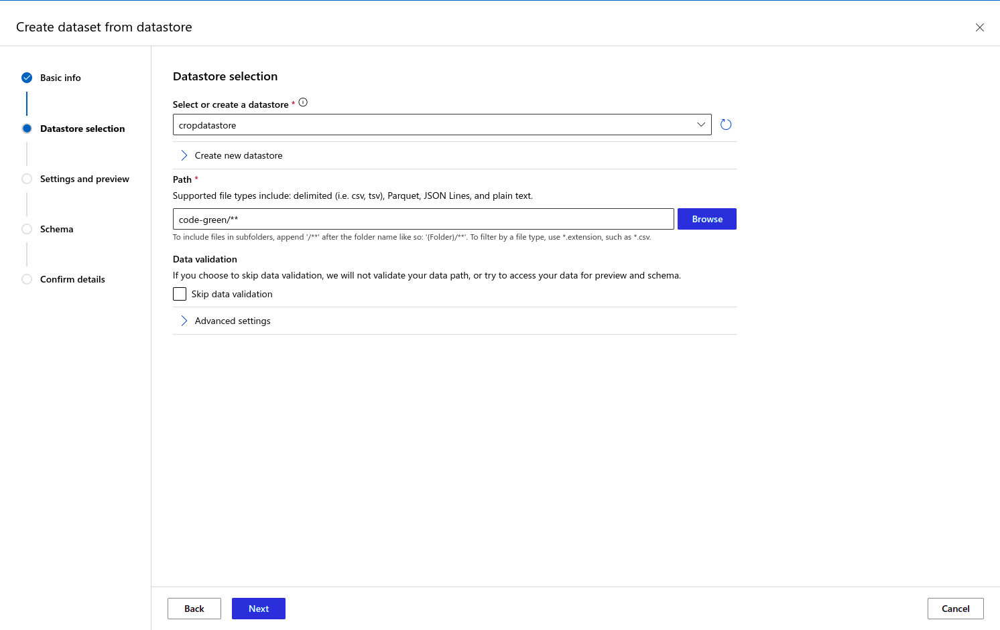 Create dataset from datastore
Basic info
Datastore selection
Settings and preview
Schema
Confirm details
Datastore selection
Select or create a datastore *
cropdatastore
Create new datastore
Path *
Supported file types include: delimited (i.e. csv, tsv), Parquet, JSON Lines, and plain text.
code-green/**
Browse
To include files in subfolders, append '/**' after the folder name like so: '{Folder}/**'. To filter by a file type, use *.extension, such as *.csv.
Data validation
If you choose to skip data validation, we will not validate your data path, or try to access your data for preview and schema.
Skip data validation
Advanced settings
Back
Next
Cancel